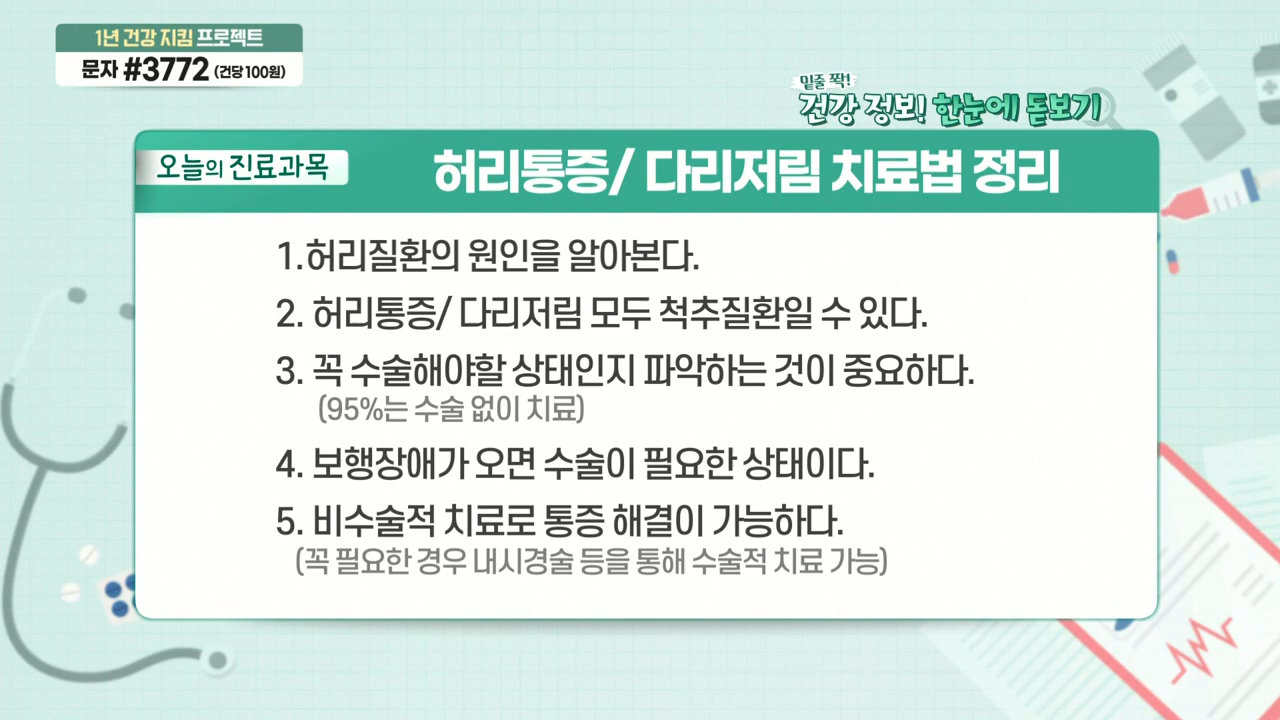 1년 건강 지킴 프로젝트
문자 #3772 (건당 100원)
밑줄 쫙!
건강 정보! 한눈에 돋보기
오늘의 진료과목
허리통증/ 다리저림 치료법 정리
1.허리질환의 원인을 알아본다.
2. 허리통증/ 다리저림 모두 척추질환일 수 있다.
3. 꼭 수술해야할 상태인지 파악하는 것이 중요하다.
(95%는 수술 없이 치료)
4. 보행장애가 오면 수술이 필요한 상태이다.
5. 비수술적 치료로 통증 해결이 가능하다.
(꼭 필요한 경우 내시경술 등을 통해 수술적 치료 가능)